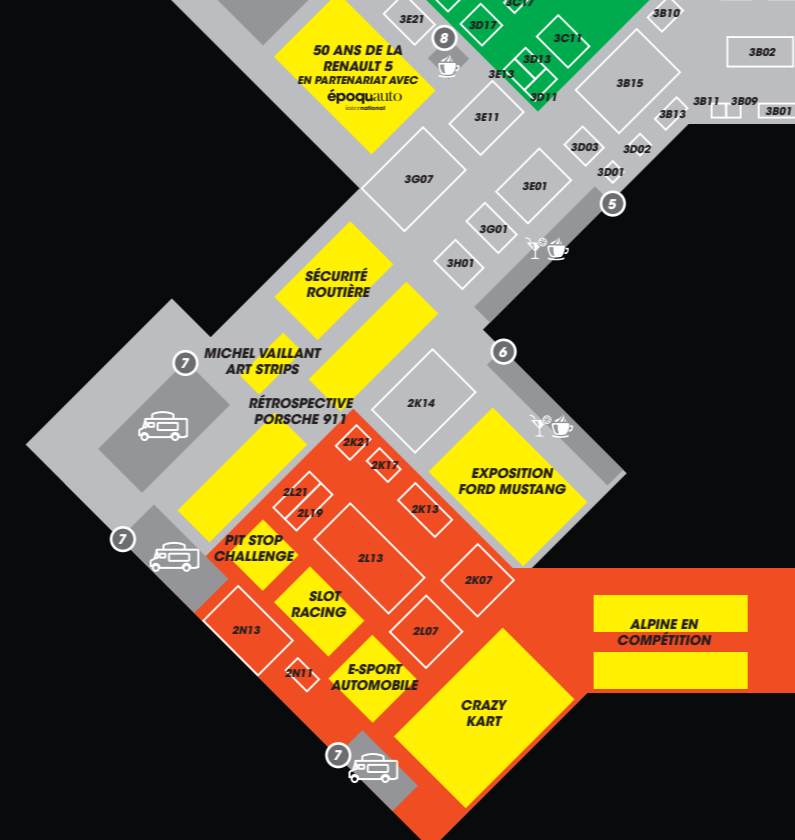 3C17
3B10
3E21
3D17
8
3C11
3B02
50 ANS DE LA
RENAULT 5
EN PARTENARIAT AVEC
époquauto
international
3D13
3E13
3D11
3B15
3B11
3B09
3B01
3B13
3E11
3D03
3D02
3D01
3G07
3E01
5
3G01
3H01
SÉCURITÉ
ROUTIÈRE
7
MICHEL VAILLANT
ART STRIPS
6
RÉTROSPECTIVE
PORSCHE 911
2K14
2K21
2K17
EXPOSITION
FORD MUSTANG
2L21
2L19
2K13
7
PIT STOP
CHALLENGE
2L13
2K07
SLOT
RACING
2N13
2L07
ALPINE EN
COMPÉTITION
2N11
E-SPORT
AUTOMOBILE
CRAZY
KART
7